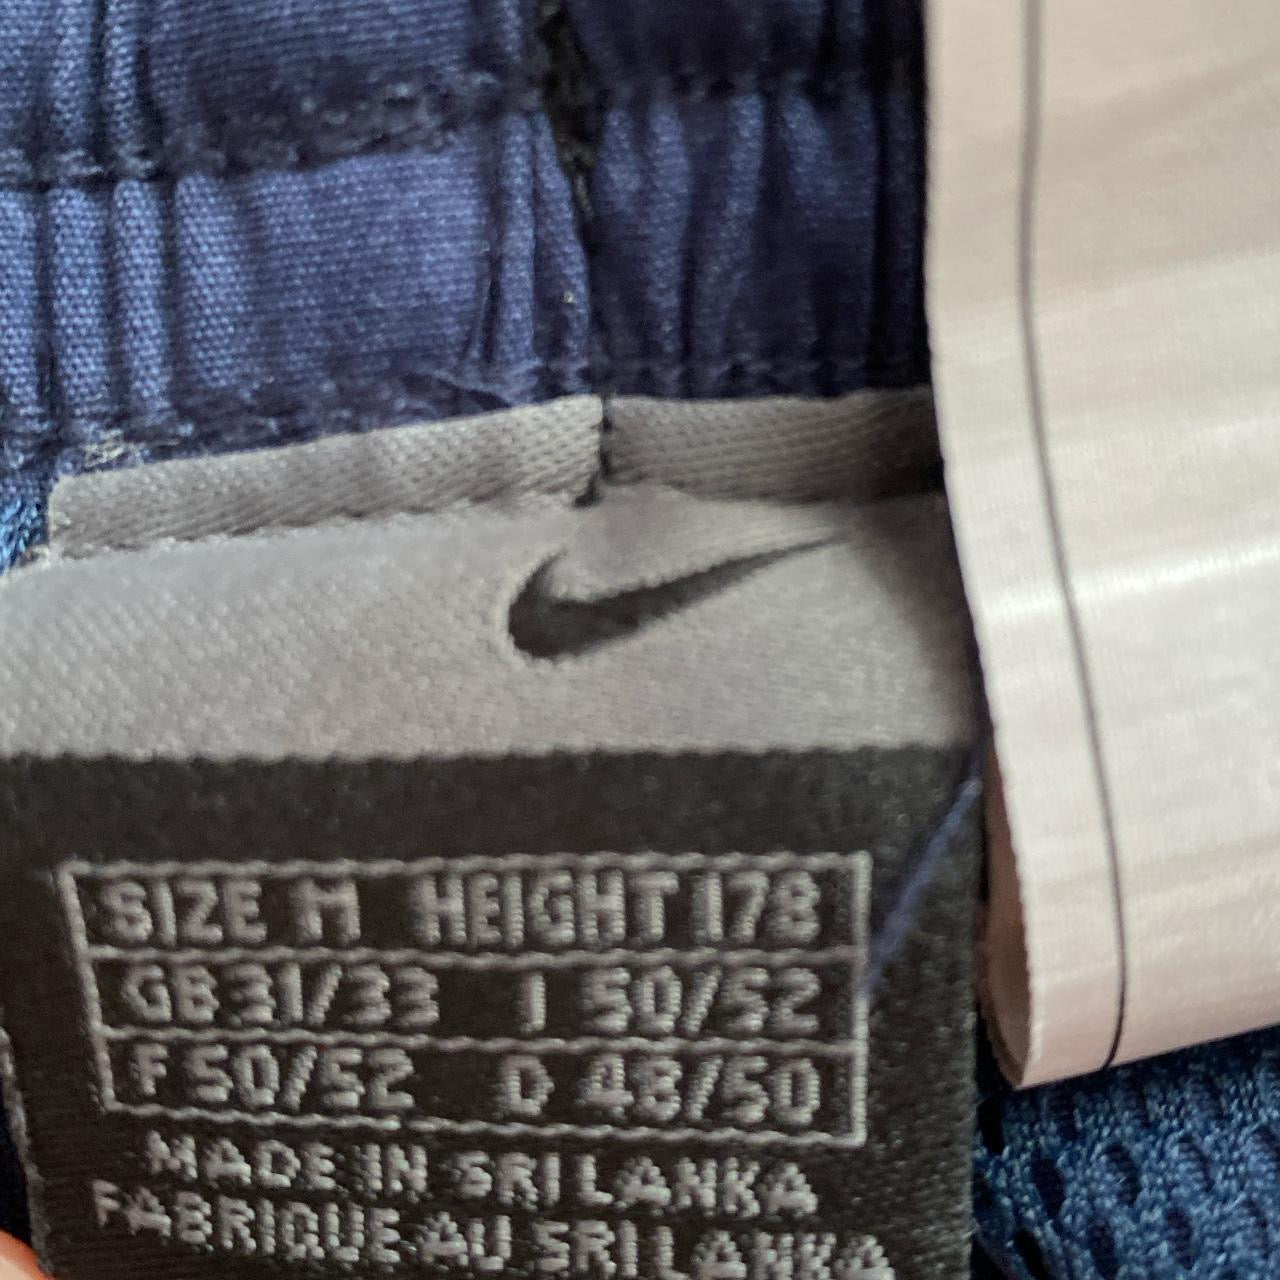 SIZE M HEIGHT 178
GB 31/33 I 50/52
F 50/52 D 48/50
MADE IN SRI LANKA
FABRIQUE AU SRI LANKA